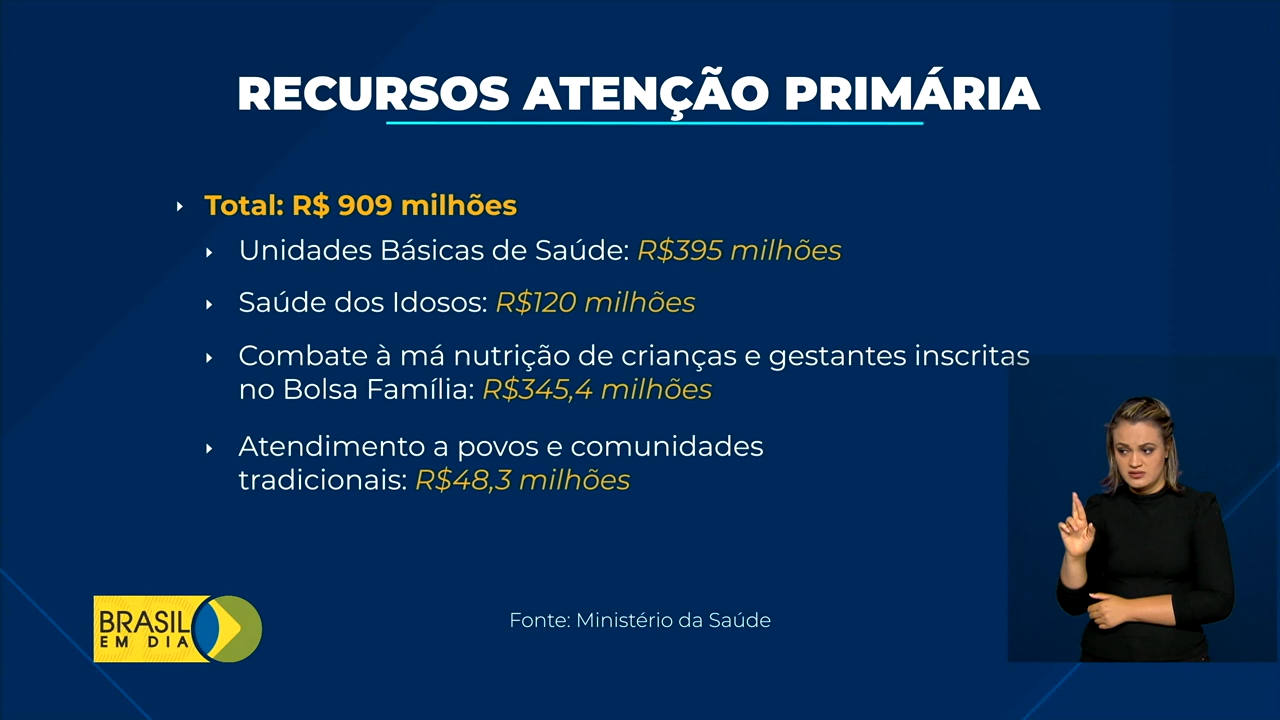 RECURSOS ATENÇÃO PRIMÁRIA
Total: R$ 909 milhões
Unidades Básicas de Saúde: R$395 milhões
Saúde dos Idosos: R$120 milhões
Combate à má nutrição de crianças e gestantes inscritas
no Bolsa Família: R$345,4 milhões
Atendimento a povos e comunidades
tradicionais: R$48,3 milhões
BRASIL
EM DIA
Fonte: Ministério da Saúde